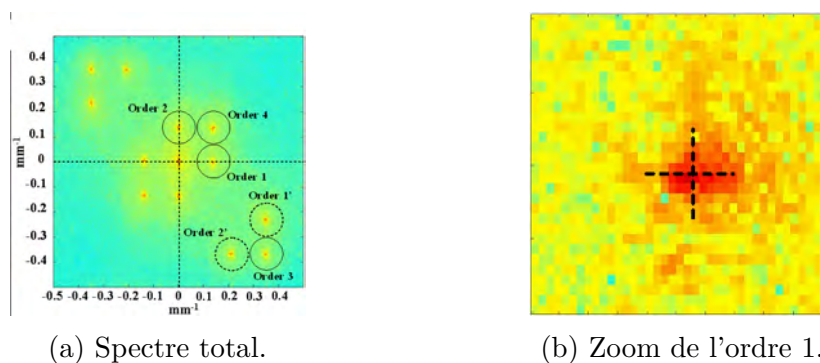 0.4
0.3
0.2
0.1
0
-0.1
-0.2
-0.3
-0.4
mm-1
Order 2
Order 4
Order 1
Order 1'
Order 2'
Order 3
-0.5 -0.4 -0.3 -0.2 -0.1 0 0.1 0.2 0.3 0.4
mm-1
(a) Spectre total.
(b) Zoom de l'ordre 1.